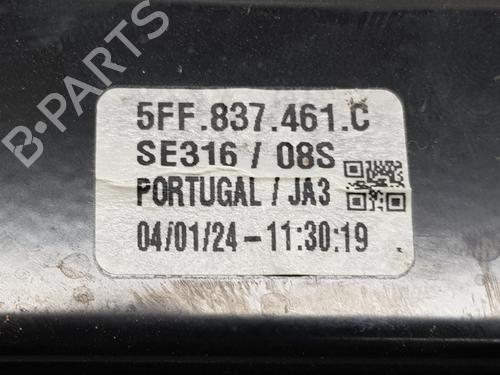 5FF.837.461.C
SE316 / 08S
PORTUGAL / JA3
04/01/24-11:30:19
B-PARTS